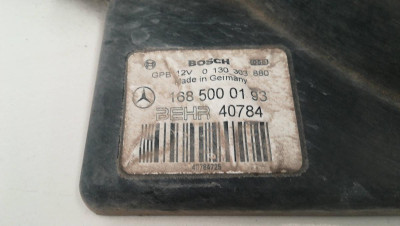 BOSCH
GPB 12V 0 130 303 880
Made in Germany
168 500 01 93
BEHR 40784